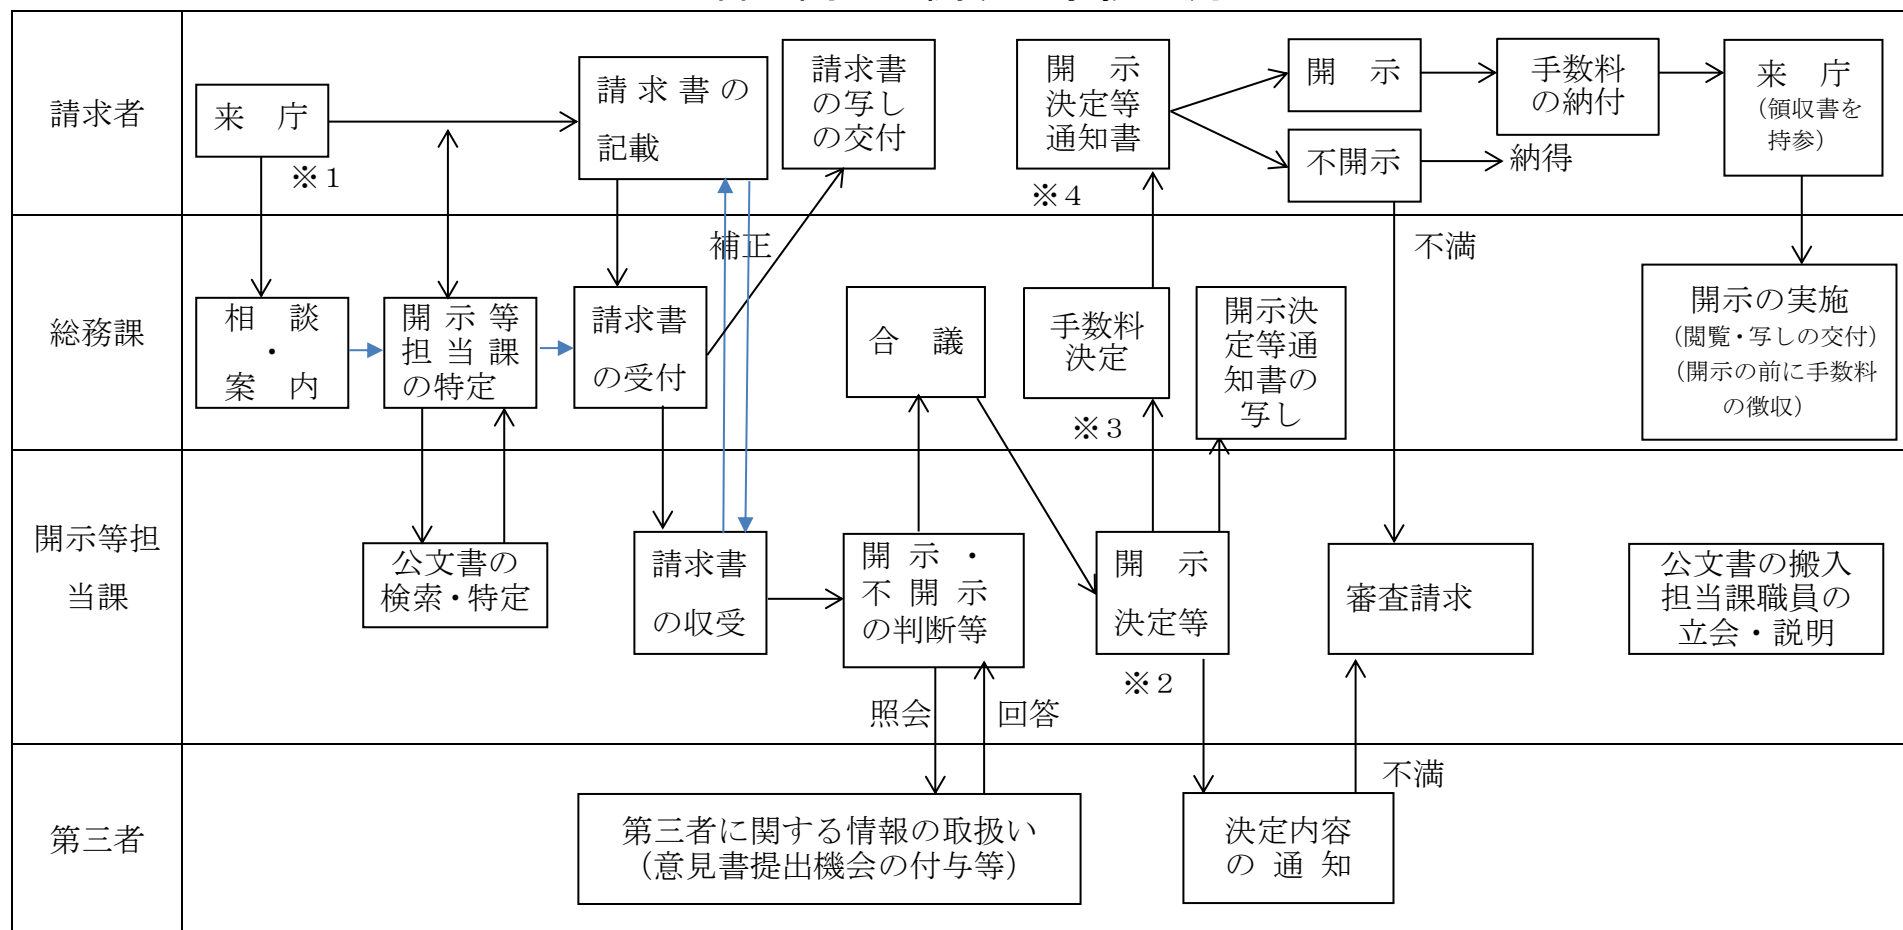 請求者
来　庁
※１
請 求 書 の
記載
請求書
の写し
の交付
開　示
決定等
通知書
※４
開　示
不開示
納得
手数料
の納付
来　庁
（領収書を
持参）
総務課
相　談
・
案　内
開 示 等
担 当 課
の特定
請求書
の受付
補正
合　議
手数料
決定
※３
開示決
定等通
知書の
写し
不満
開示の実施
（閲覧・写しの交付）
（開示の前に手数料
の徴収）
開示等担
当課
公文書の
検索・特定
請求書
の収受
開 示 ・
不 開 示
の判断等
照会
回答
開　示
決定等
※２
審査請求
公文書の搬入
担当課職員の
立会・説明
第三者
第三者に関する情報の取扱い
（意見書提出機会の付与等）
決定内容
の 通 知
不満